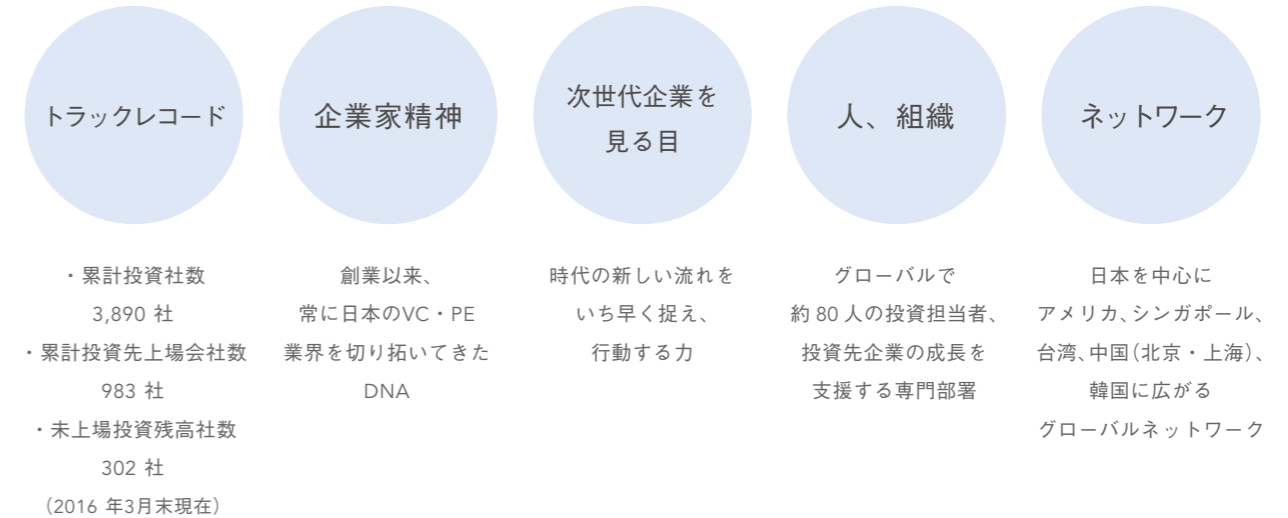 トラックレコード
・累計投資社数
3,890 社
・累計投資先上場会社数
983 社
・未上場投資残高社数
302 社
（2016 年3月末現在）
企業家精神
創業以来、
常に日本のVC・PE
業界を切り拓いてきた
DNA
次世代企業を
見る目
時代の新しい流れを
いち早く捉え、
行動する力
人、組織
グローバルで
約 80 人の投資担当者、
投資先企業の成長を
支援する専門部署
ネットワーク
日本を中心に
アメリカ、シンガポール、
台湾、中国（北京・上海）、
韓国に広がる
グローバルネットワーク